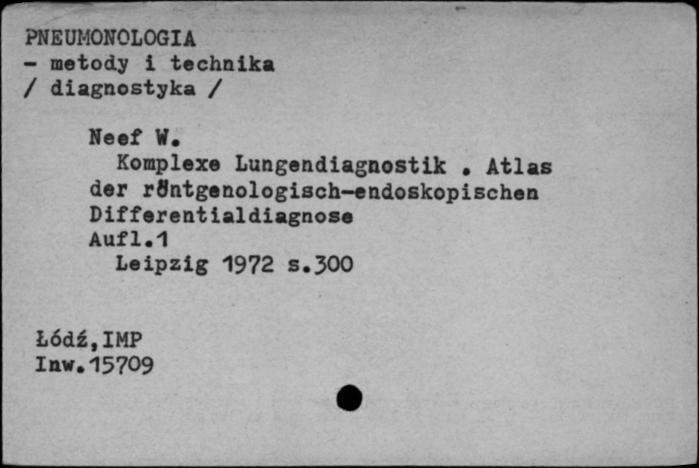 PNEUMONOLOGIA
- metody i technika
/ diagnostyka /
Neef W.
Komplexe Lungendiagnostik . Atlas
der röntgenologisch-endoskopischen
Differentialdiagnose
Aufl.1
Leipzig 1972 s.300
Łódź,IMP
Inw.15709